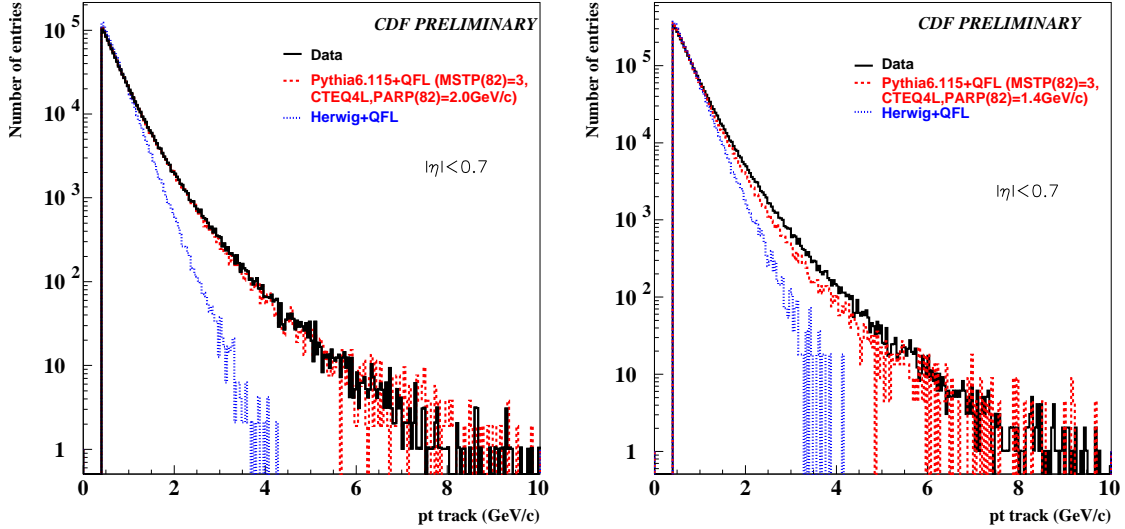 CDF PRELIMINARY
Number of entries
Data
Pythia6.115+QFL (MSTP(82)=3,
CTEQ4L,PARP(82)=2.0GeV/c)
Herwig+QFL
|η|<0.7
10^5
10^4
10^3
10^2
10
1
0 2 4 6 8 10
pt track (GeV/c)
CDF PRELIMINARY
Number of entries
Data
Pythia6.115+QFL (MSTP(82)=3,
CTEQ4L,PARP(82)=1.4GeV/c)
Herwig+QFL
|η|<0.7
10^5
10^4
10^3
10^2
10
1
0 2 4 6 8 10
pt track (GeV/c)